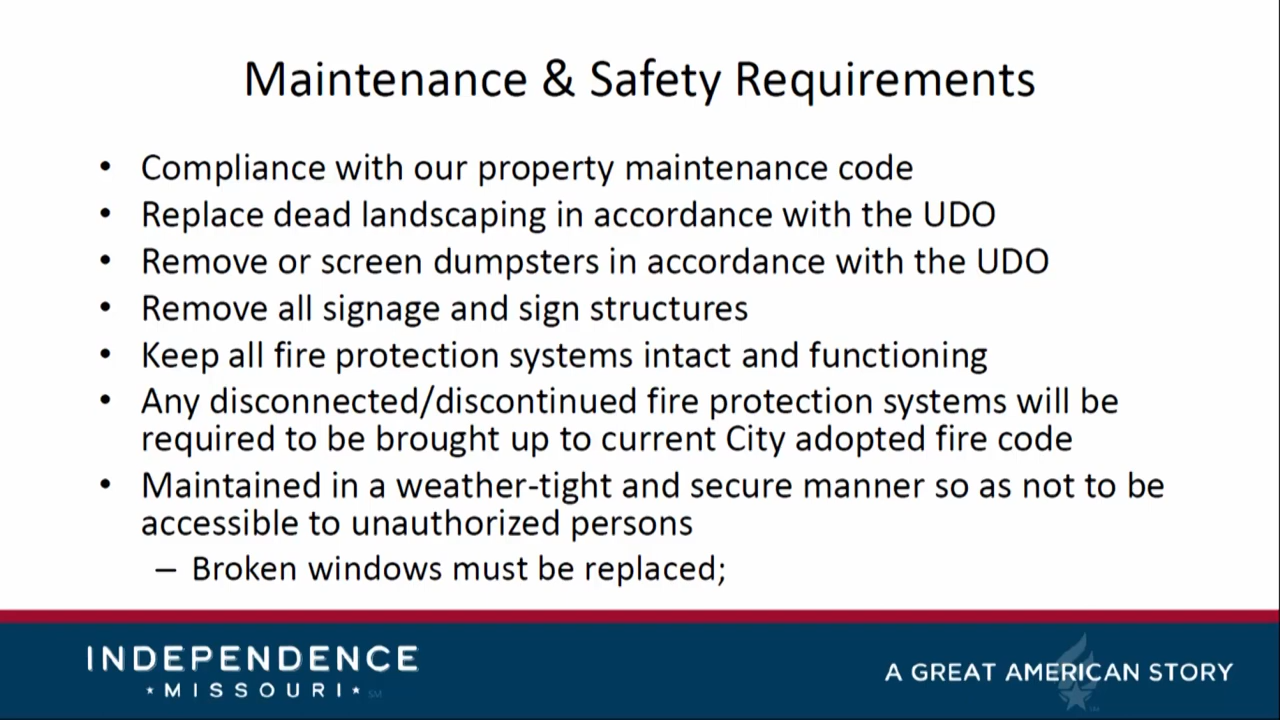 Maintenance & Safety Requirements
• Compliance with our property maintenance code
• Replace dead landscaping in accordance with the UDO
• Remove or screen dumpsters in accordance with the UDO
• Remove all signage and sign structures
• Keep all fire protection systems intact and functioning
• Any disconnected/discontinued fire protection systems will be
required to be brought up to current City adopted fire code
• Maintained in a weather-tight and secure manner so as not to be
accessible to unauthorized persons
– Broken windows must be replaced;
INDEPENDENCE
★ MISSOURI ★ SM
A GREAT AMERICAN STORY
TM